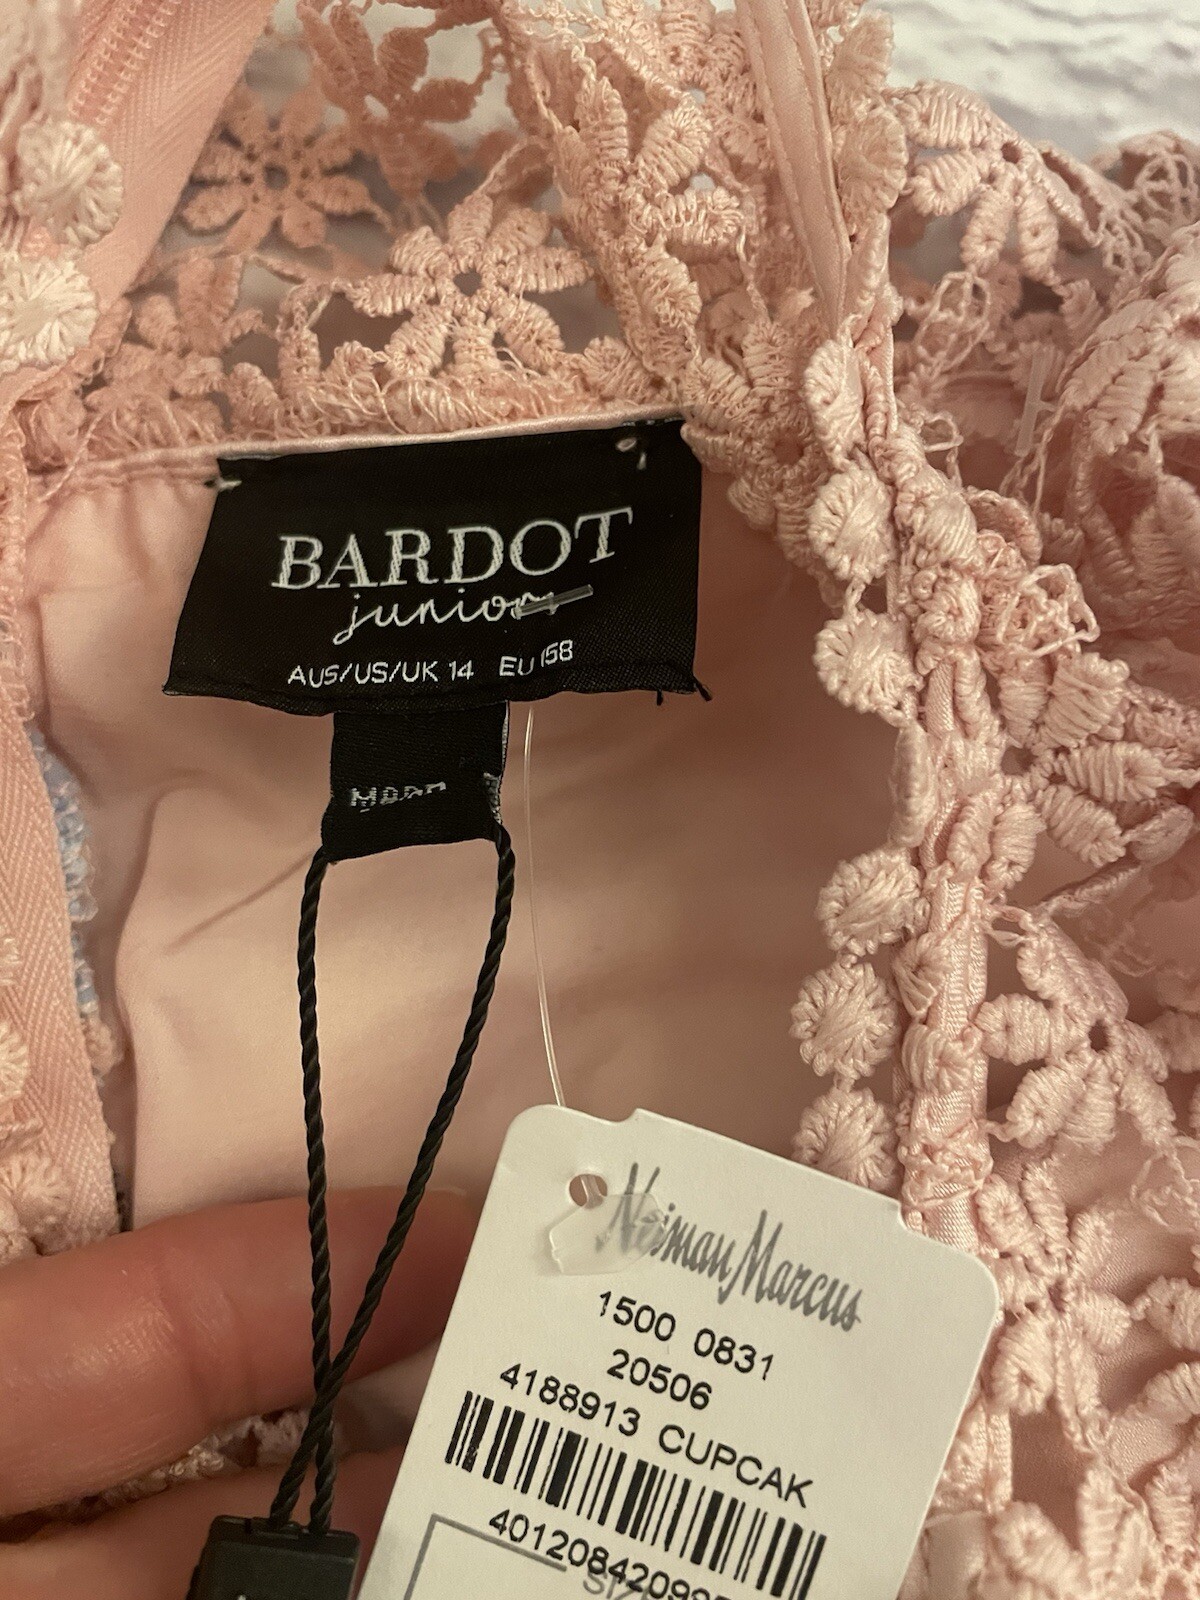 BARDOT
junior
AUS/US/UK 14 EU 158
Neiman Marcus
1500 0831
20506
4188913 CUPCAK